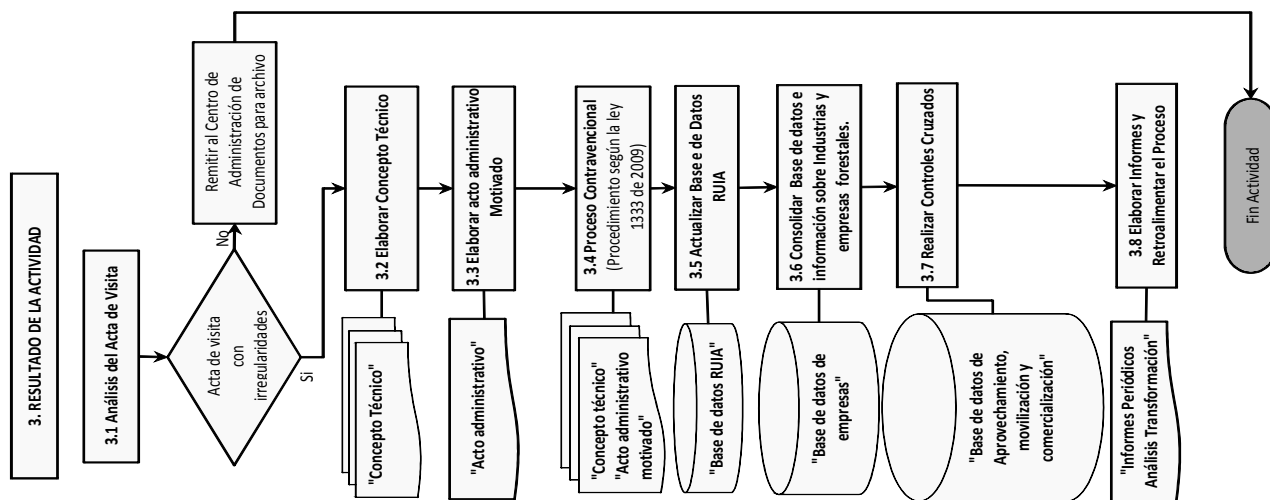 3. RESULTADO DE LA ACTIVIDAD
3.1 Análisis del Acta de Visita
Acta de visita
con
irregularidades
No
Remitir al Centro de
Administración de
Documentos para archivo
Si
3.2 Elaborar Concepto Técnico
"Concepto Técnico"
3.3 Elaborar acto administrativo
Motivado
"Acto administrativo"
3.4 Proceso Contravencional
(Procedimiento según la ley
1333 de 2009)
"Concepto técnico"
"Acto administrativo
motivado"
3.5 Actualizar Base e de Datos
RUIA
"Base de datos RUIA"
3.6 Consolidar Base de datos e
información sobre Industrias y
empresas forestales.
"Base de datos de
empresas"
3.7 Realizar Controles Cruzados
"Base de datos de
Aprovechamiento,
movilización y
comercialización"
3.8 Elaborar Informes y
Retroalimentar el Proceso
"Informes Periódicos
Análisis Transformación"
Fin Actividad